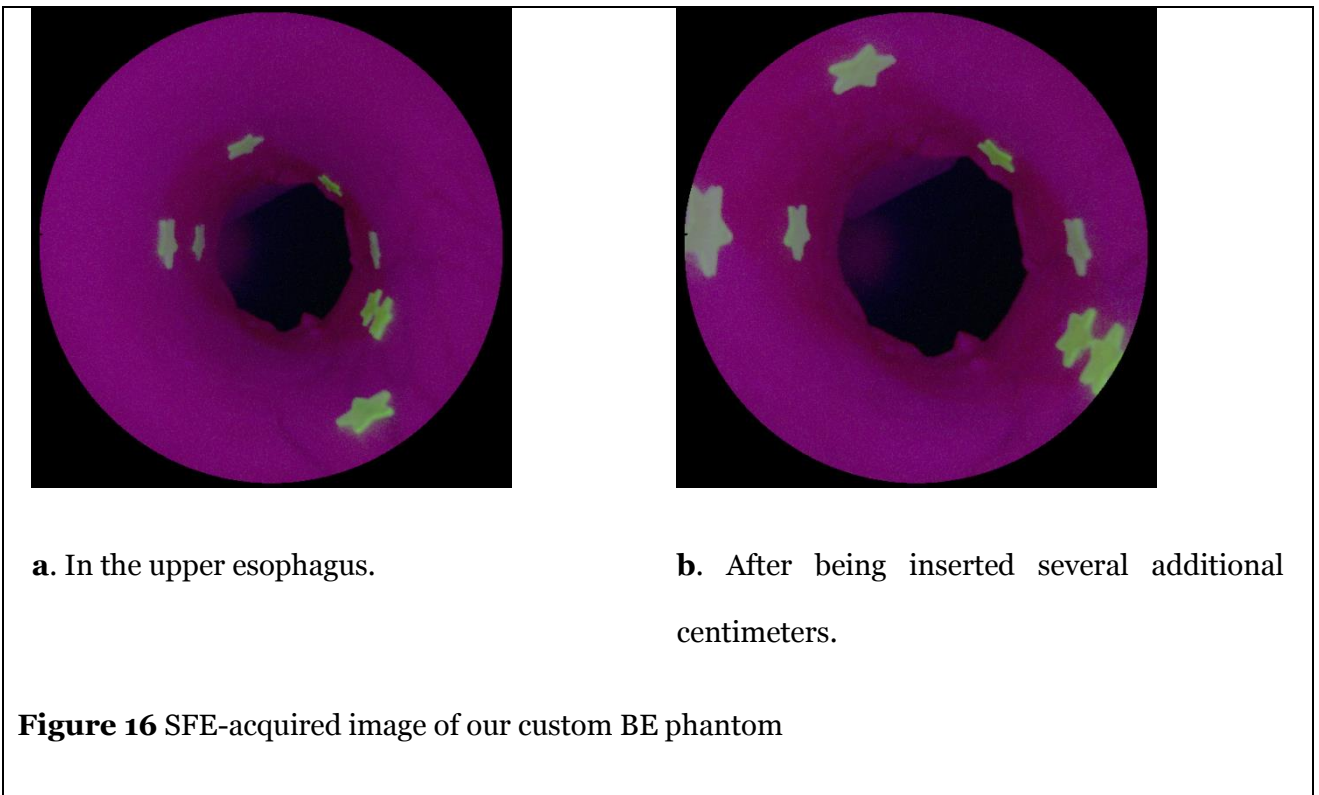 a. In the upper esophagus.
b. After being inserted several additional
centimeters.
Figure 16 SFE-acquired image of our custom BE phantom